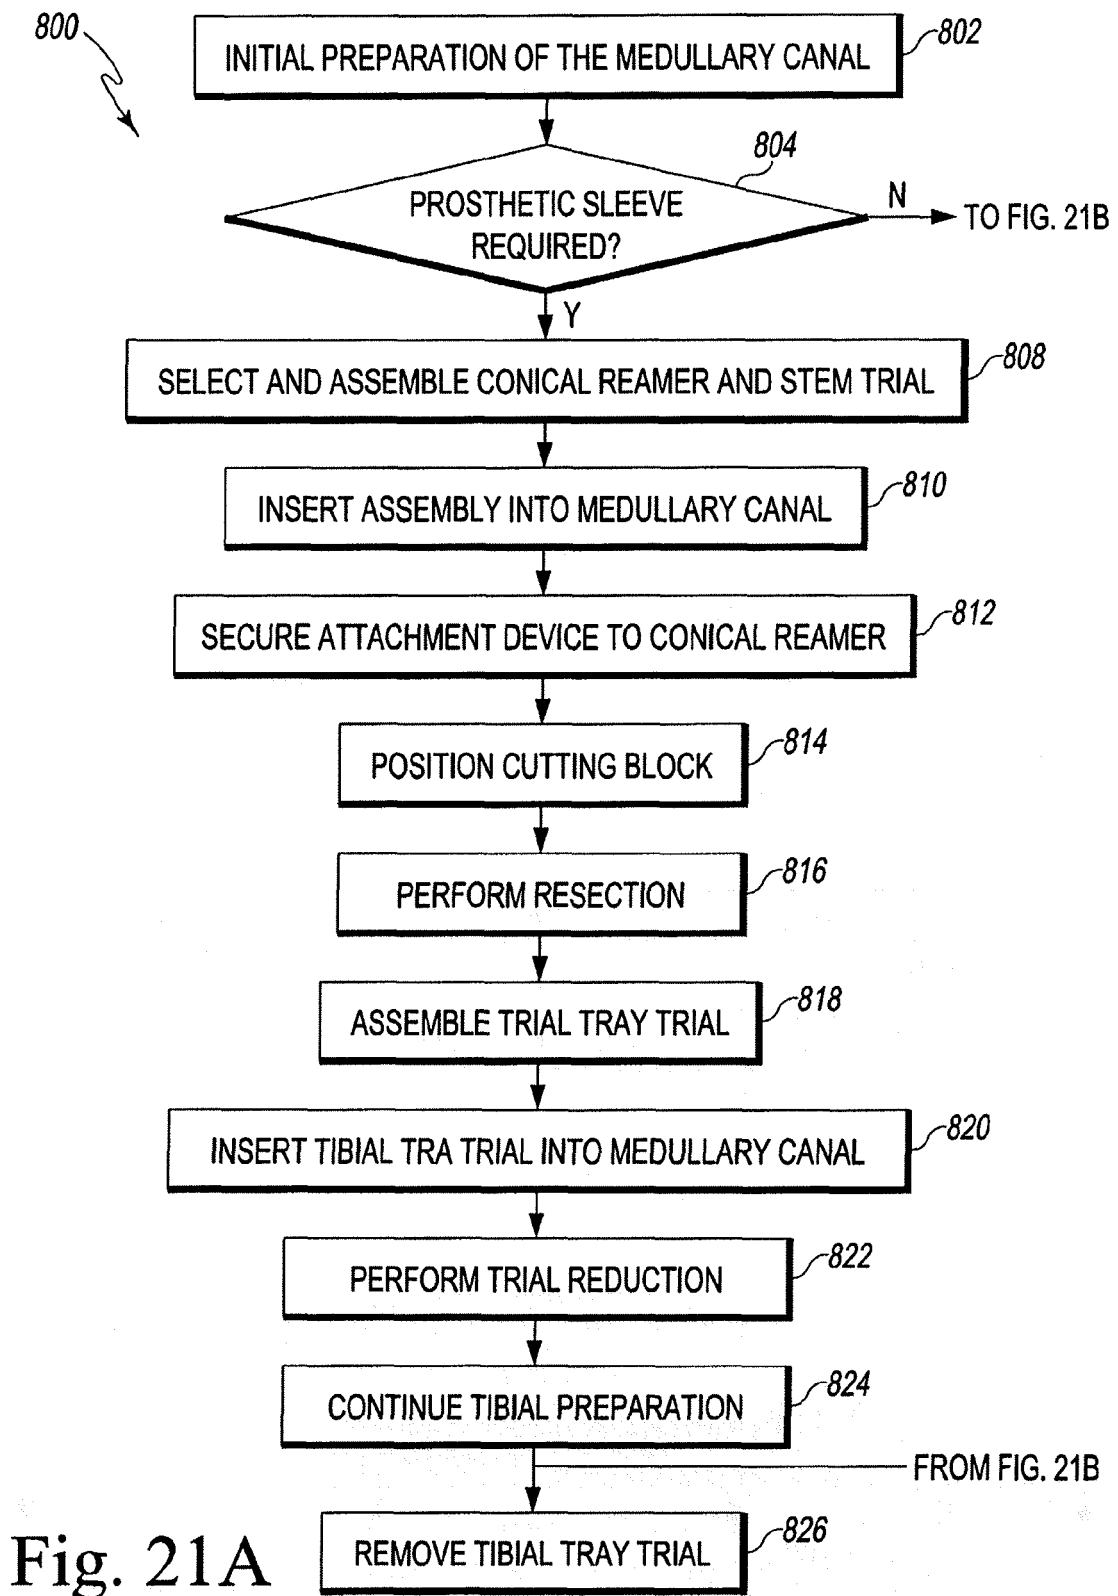 800
802
INITIAL PREPARATION OF THE MEDULLARY CANAL
804
PROSTHETIC SLEEVE
REQUIRED?
N
TO FIG. 21B
Y
808
SELECT AND ASSEMBLE CONICAL REAMER AND STEM TRIAL
810
INSERT ASSEMBLY INTO MEDULLARY CANAL
812
SECURE ATTACHMENT DEVICE TO CONICAL REAMER
814
POSITION CUTTING BLOCK
816
PERFORM RESECTION
818
ASSEMBLE TRIAL TRAY TRIAL
820
INSERT TIBIAL TRA TRIAL INTO MEDULLARY CANAL
822
PERFORM TRIAL REDUCTION
824
CONTINUE TIBIAL PREPARATION
FROM FIG. 21B
826
REMOVE TIBIAL TRAY TRIAL
Fig. 21A